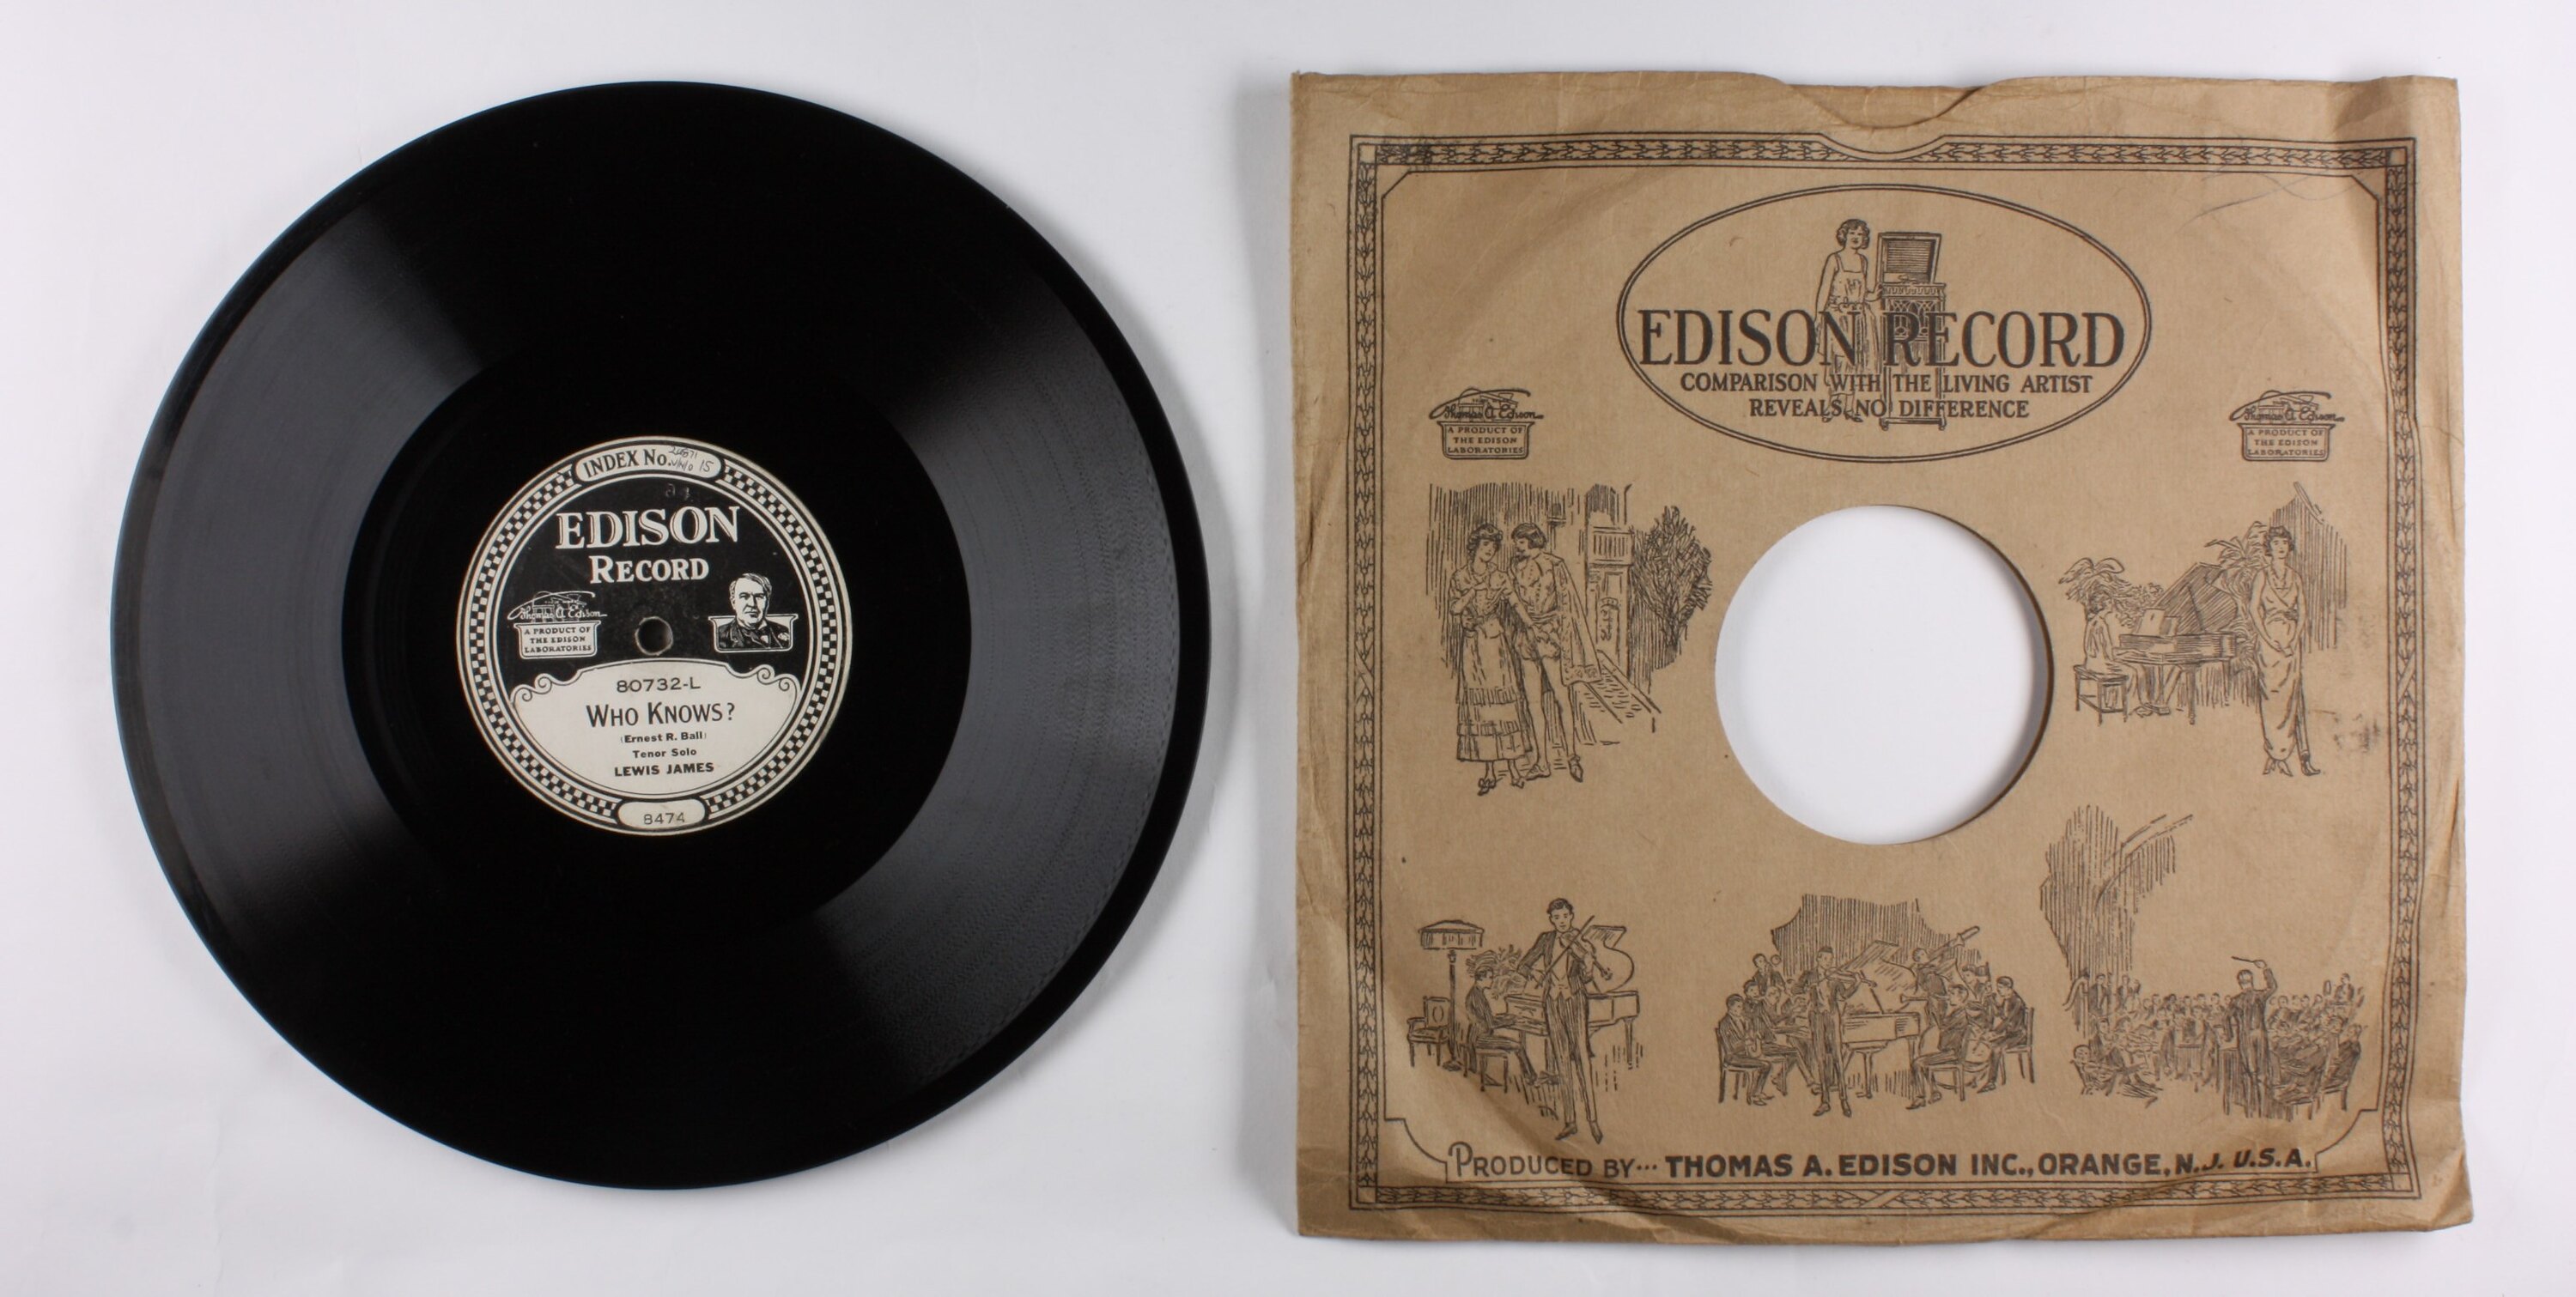 INDEX No. 15
EDISON
RECORD
Thomas A. Edison
A PRODUCT OF
THE EDISON
LABORATORIES
80732-L
WHO KNOWS?
(Ernest R. Ball)
Tenor Solo
LEWIS JAMES
8474
EDISON RECORD
COMPARISON WITH THE LIVING ARTIST
REVEALS NO DIFFERENCE
Thomas A. Edison
A PRODUCT OF
THE EDISON
LABORATORIES
Thomas A. Edison
A PRODUCT OF
THE EDISON
LABORATORIES
PRODUCED BY... THOMAS A. EDISON INC., ORANGE, N.J. U.S.A.